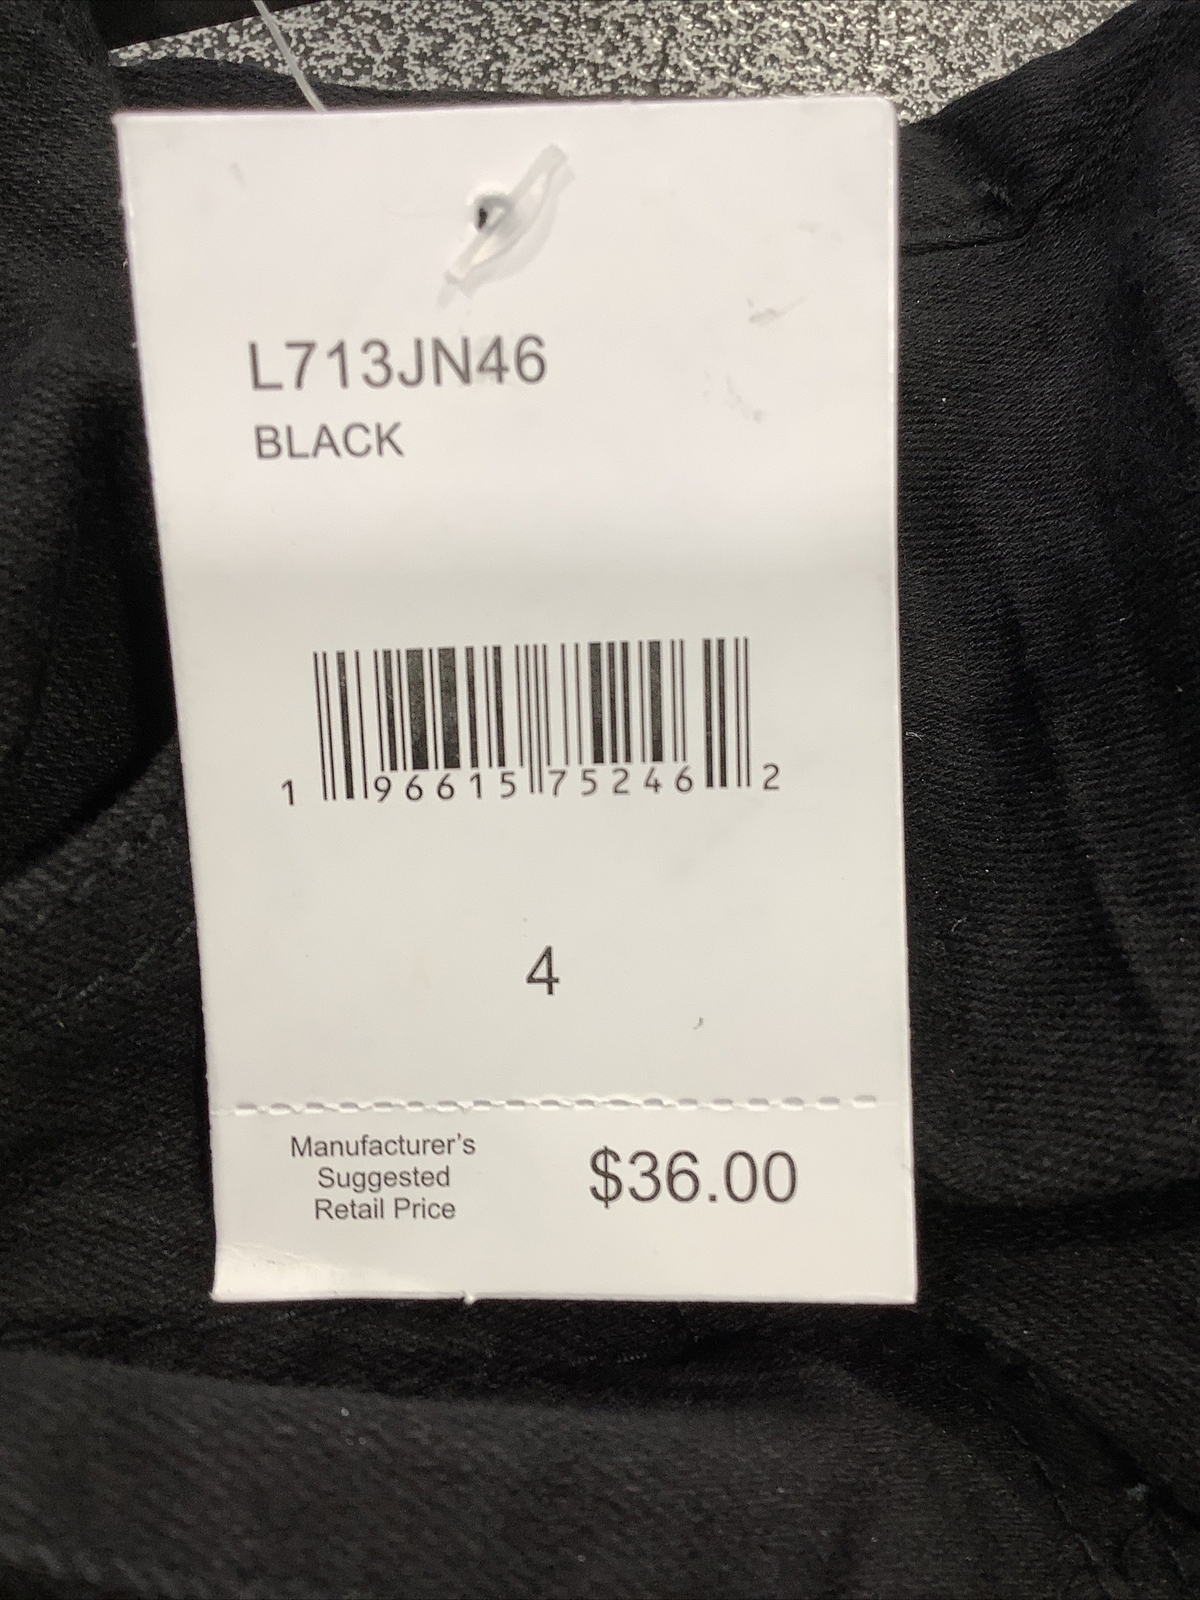 L713JN46
BLACK
1 96615 75246 2
4
Manufacturer's
Suggested
Retail Price
$36.00